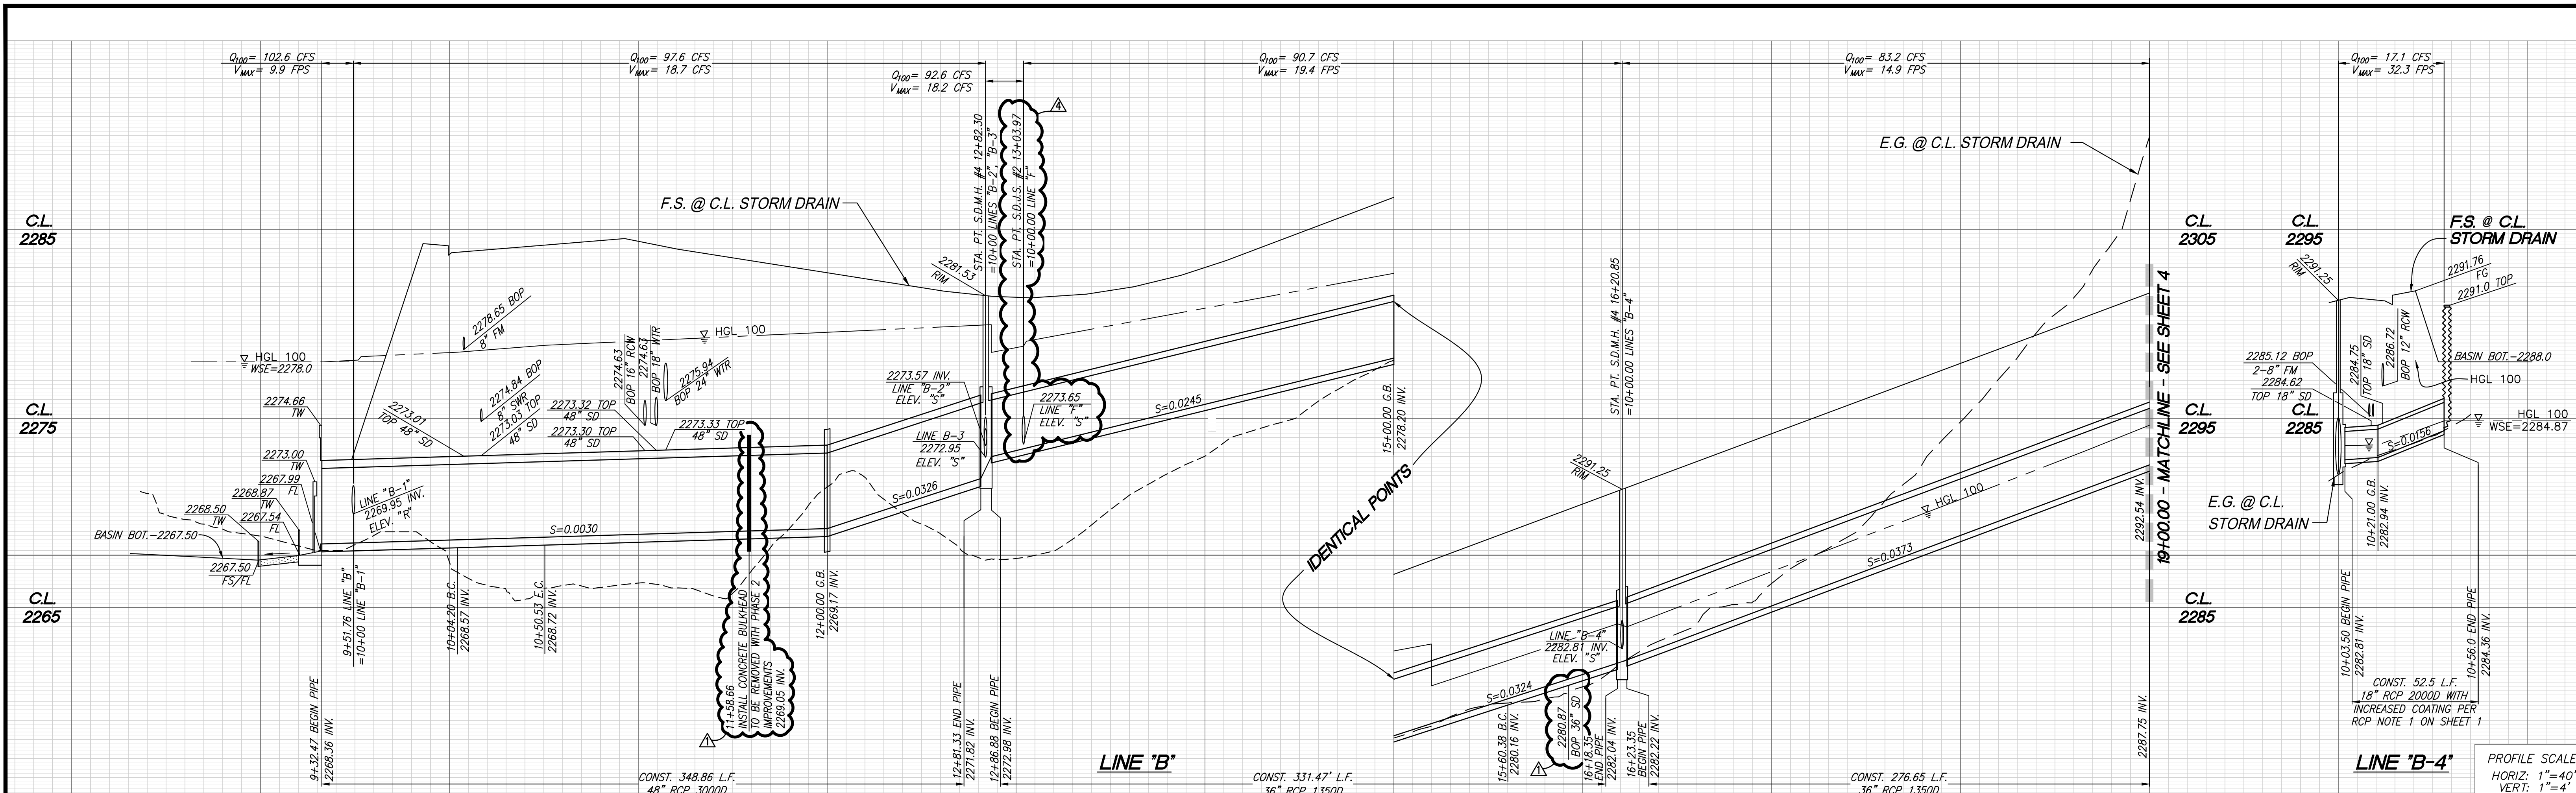 Q100= 102.6 CFS
VMAX= 9.9 FPS
Q100= 97.6 CFS
VMAX= 18.7 CFS
Q100= 92.6 CFS
VMAX= 18.2 CFS
Q100= 90.7 CFS
VMAX= 19.4 FPS
Q100= 83.2 CFS
VMAX= 14.9 FPS
Q100= 17.1 CFS
VMAX= 32.3 FPS
C.L.
2285
C.L.
2275
C.L.
2265
HGL 100
WSE=2278.0
2274.66
TW
2273.00
TW
2267.99
FL
2268.87
TW
2267.54
FL
2268.50
TW
BASIN BOT.-2267.50
2267.50
FS/FL
LINE "B-1"
2269.95 INV.
ELEV. "R"
9+32.47 BEGIN PIPE
2268.36 INV.
9+51.76 LINE "B"
=10+00 LINE "B-1"
2273.01
TOP 48" SD
2278.65 BOP
8" FM
2274.84 BOP
8" SWR
2273.03 TOP
48" SD
10+04.20 B.C.
2268.57 INV.
10+50.53 E.C.
2268.72 INV.
S=0.0030
2273.32 TOP
48" SD
2273.30 TOP
48" SD
2274.63
BOP 16" RCW
2274.63
BOP 18" WTR
2275.94
BOP 24" WTR
2273.33 TOP
48" SD
HGL 100
F.S. @ C.L. STORM DRAIN
11+58.66
INSTALL CONCRETE BULKHEAD
TO BE REMOVED WITH PHASE 2
IMPROVEMENTS
2269.05 INV.
1
12+00.00 G.B.
2269.17 INV.
S=0.0326
2281.53
RIM
STA. PT. S.D.M.H. #4 12+82.30
=10+00 LINES "B-2", "B-3"
STA. PT. S.D.J.S. #2 13+03.97
=10+00.00 LINE "F"
4
2273.57 INV.
LINE "B-2"
ELEV. "S"
LINE B-3
2272.95
ELEV. "S"
2273.65
LINE "F"
ELEV. "S"
12+81.33 END PIPE
2271.82 INV.
12+86.88 BEGIN PIPE
2272.98 INV.
S=0.0245
15+00.00 G.B.
2278.20 INV.
IDENTICAL POINTS
CONST. 348.86 L.F.
48" RCP 3000D
LINE "B"
CONST. 331.47' L.F.
36" RCP 1350D
S=0.0324
15+60.38 B.C.
2280.16 INV.
2280.87
BOP 36" SD
1
16+18.35
END PIPE
2282.04 INV.
16+23.35
BEGIN PIPE
2282.22 INV.
LINE "B-4"
2282.81 INV.
ELEV. "S"
2291.25
RIM
STA. PT. S.D.M.H. #4 16+20.85
=10+00.00 LINES "B-4"
E.G. @ C.L. STORM DRAIN
HGL 100
S=0.0373
2292.54 INV.
2287.75 INV.
CONST. 276.65 L.F.
36" RCP 1350D
19+00.00 - MATCHLINE - SEE SHEET 4
C.L.
2305
C.L.
2295
C.L.
2285
C.L.
2295
C.L.
2285
2291.25
RIM
F.S. @ C.L.
STORM DRAIN
2291.76
FG
2291.0 TOP
2285.12 BOP
2-8" FM
2284.62
TOP 18" SD
2284.75
TOP 18" SD
2286.72
BOP 12" RCW
BASIN BOT.-2288.0
HGL 100
HGL 100
WSE=2284.87
S=0.0156
E.G. @ C.L.
STORM DRAIN
10+21.00 G.B.
2282.94 INV.
10+03.50 BEGIN PIPE
2282.81 INV.
10+56.0 END PIPE
2284.36 INV.
CONST. 52.5 L.F.
18" RCP 2000D WITH
INCREASED COATING PER
RCP NOTE 1 ON SHEET 1
LINE "B-4"
PROFILE SCALE
HORIZ: 1"=40'
VERT: 1"=4'